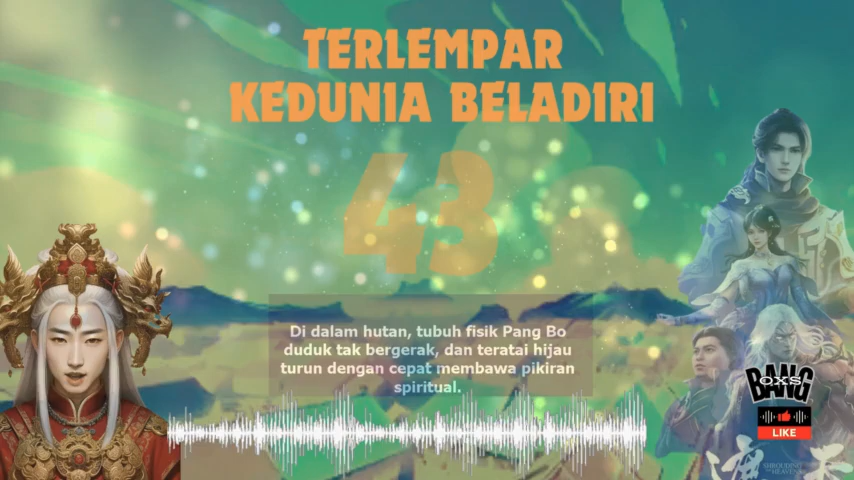 TERLEMPAR
KEDUNIA BELADIRI
43
Di dalam hutan, tubuh fisik Pang Bo
duduk tak bergerak, dan teratai hijau
turun dengan cepat membawa pikiran
spiritual.
BANG
OXS
LIKE
SHROUDING
THE HEAVENS